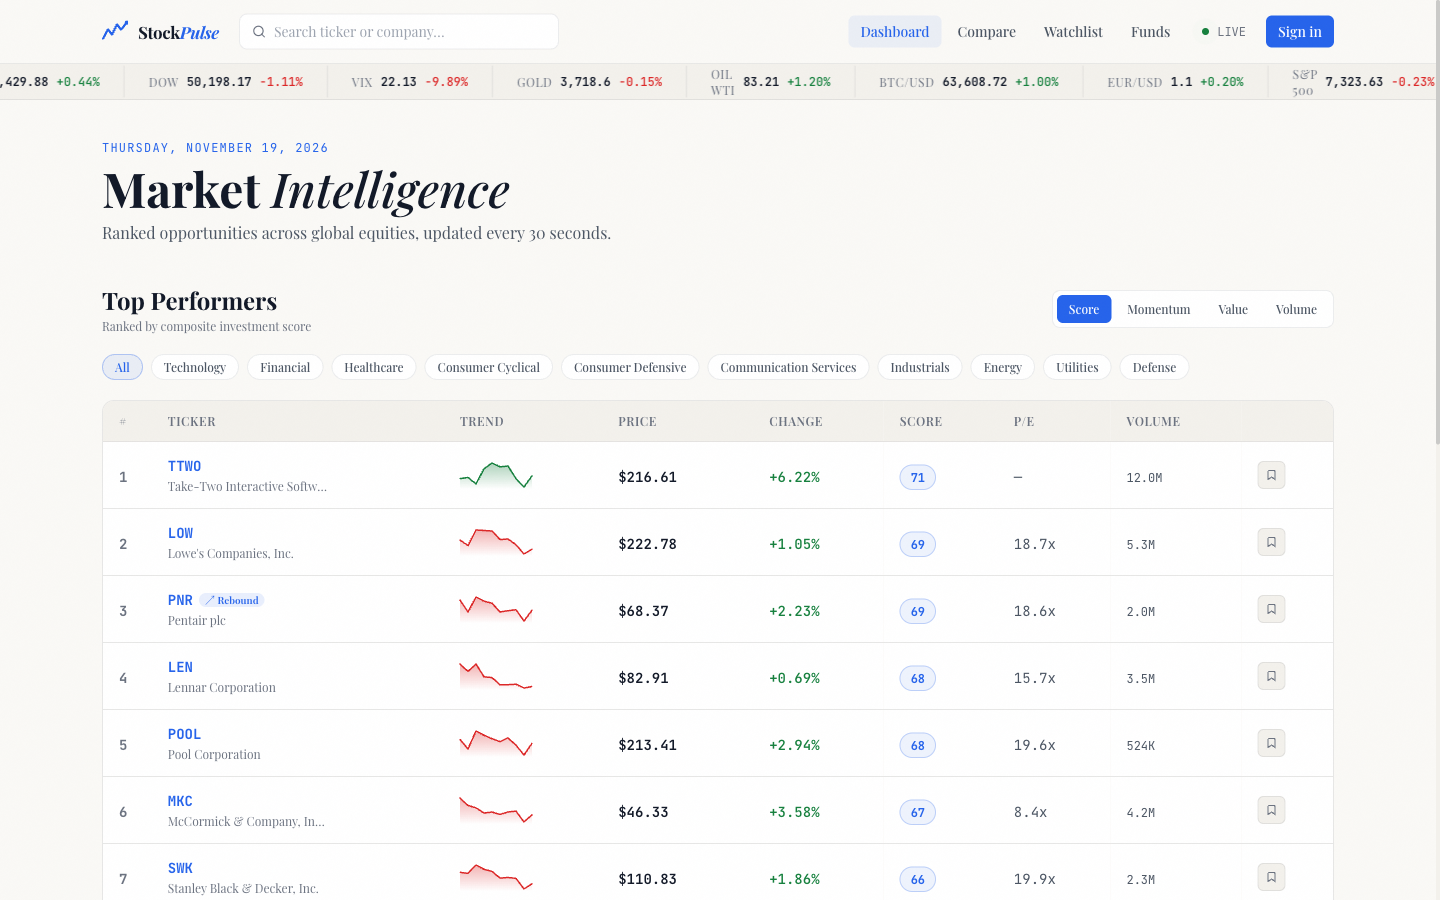 StockPulse
Search ticker or company...
Dashboard Compare Watchlist Funds LIVE Sign in
,429.88 +0.44% DOW 50,198.17 -1.11% VIX 22.13 -9.89% GOLD 3,718.6 -0.15% OIL WTI 83.21 +1.20% BTC/USD 63,608.72 +1.00% EUR/USD 1.1 +0.20% S&P 500 7,323.63 -0.23%
THURSDAY, NOVEMBER 19, 2026
Market Intelligence
Ranked opportunities across global equities, updated every 30 seconds.
Top Performers
Ranked by composite investment score
Score Momentum Value Volume
All Technology Financial Healthcare Consumer Cyclical Consumer Defensive Communication Services Industrials Energy Utilities Defense
# TICKER TREND PRICE CHANGE SCORE P/E VOLUME
1 TTWO $216.61 +6.22% 71 — 12.0M
Take-Two Interactive Softw...
2 LOW $222.78 +1.05% 69 18.7x 5.3M
Lowe's Companies, Inc.
3 PNR Rebound $68.37 +2.23% 69 18.6x 2.0M
Pentair plc
4 LEN $82.91 +0.69% 68 15.7x 3.5M
Lennar Corporation
5 POOL $213.41 +2.94% 68 19.6x 524K
Pool Corporation
6 MKC $46.33 +3.58% 67 8.4x 4.2M
McCormick & Company, In...
7 SWK $110.83 +1.86% 66 19.9x 2.3M
Stanley Black & Decker, Inc.